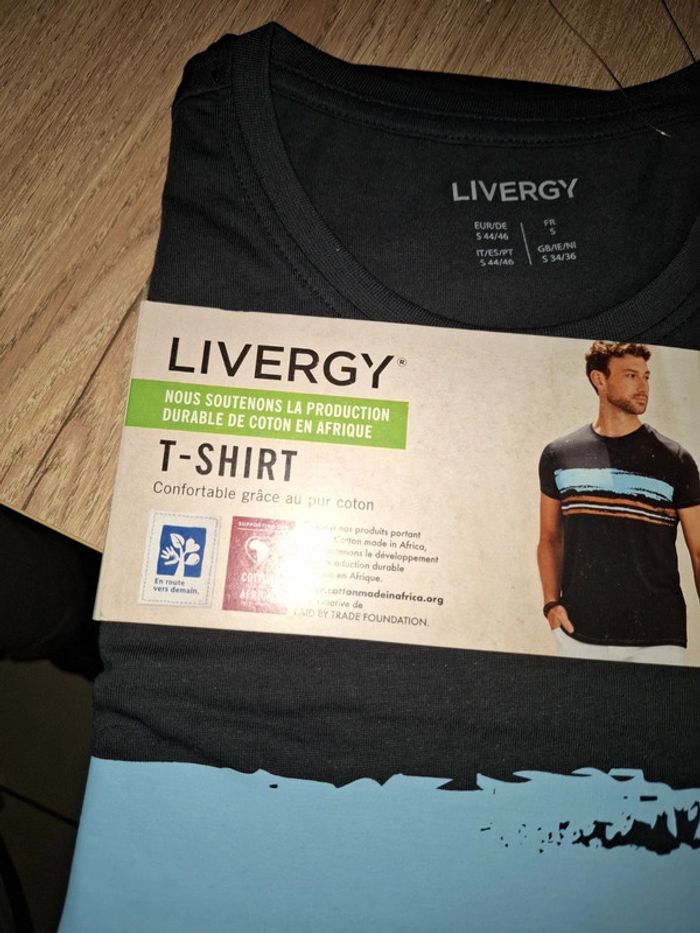 LIVERGY
EUR/DE
S 44/46
FR
S
IT/ES/PT
S 44/46
GB/IE/NI
S 34/36
LIVERGY®
NOUS SOUTENONS LA PRODUCTION
DURABLE DE COTON EN AFRIQUE
T-SHIRT
Confortable grâce au pur coton
En route
vers demain.
SUPPORTING
nos produits portant
Cotton made in Africa,
le développement
durable
en Afrique.
cottonmadeinafrica.org
de
BY TRADE FOUNDATION.